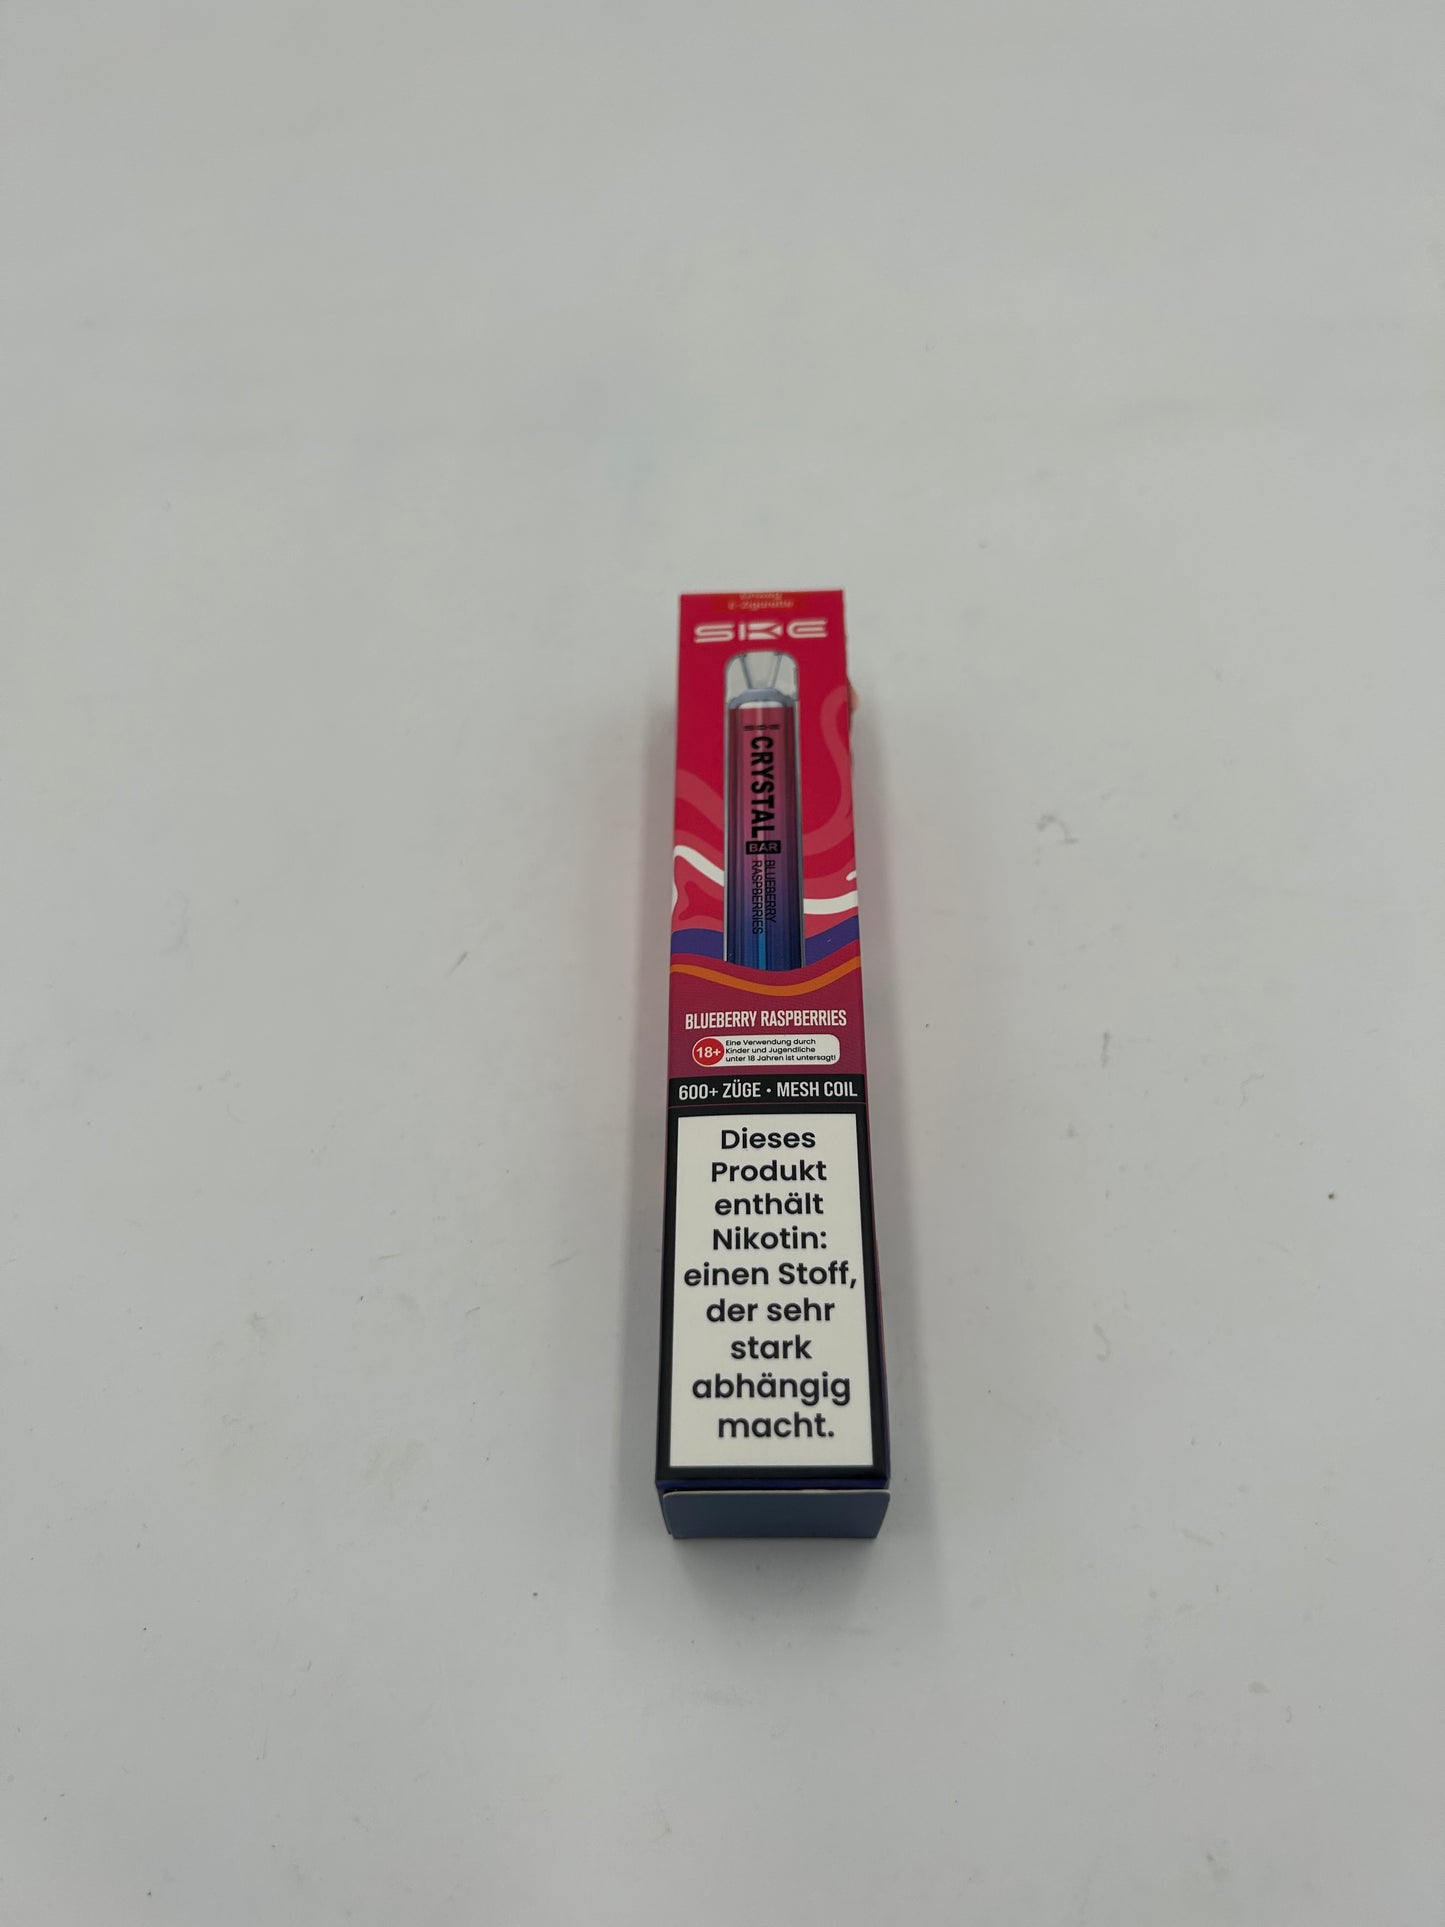 E-Zigarette
SKE
CRYSTAL
BAR
BLUEBERRY
RASPBERRIES
BLUEBERRY RASPBERRIES
18+
Eine Verwendung durch
Kinder und Jugendliche
unter 18 Jahren ist untersagt!
600+ ZÜGE · MESH COIL
Dieses
Produkt
enthält
Nikotin:
einen Stoff,
der sehr
stark
abhängig
macht.